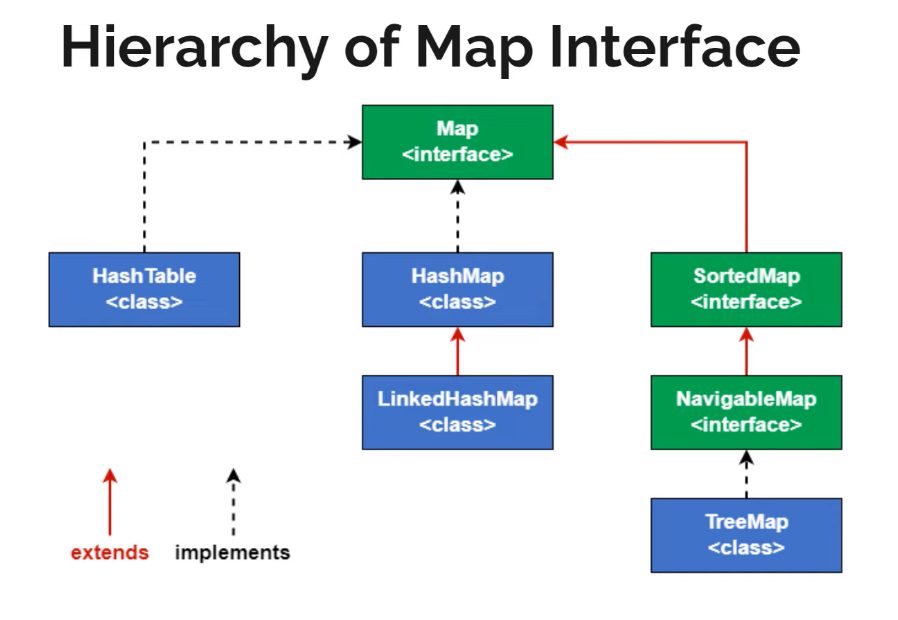 Hierarchy of Map Interface
Map
<interface>
HashTable
<class>
HashMap
<class>
SortedMap
<interface>
LinkedHashMap
<class>
NavigableMap
<interface>
TreeMap
<class>
extends
implements